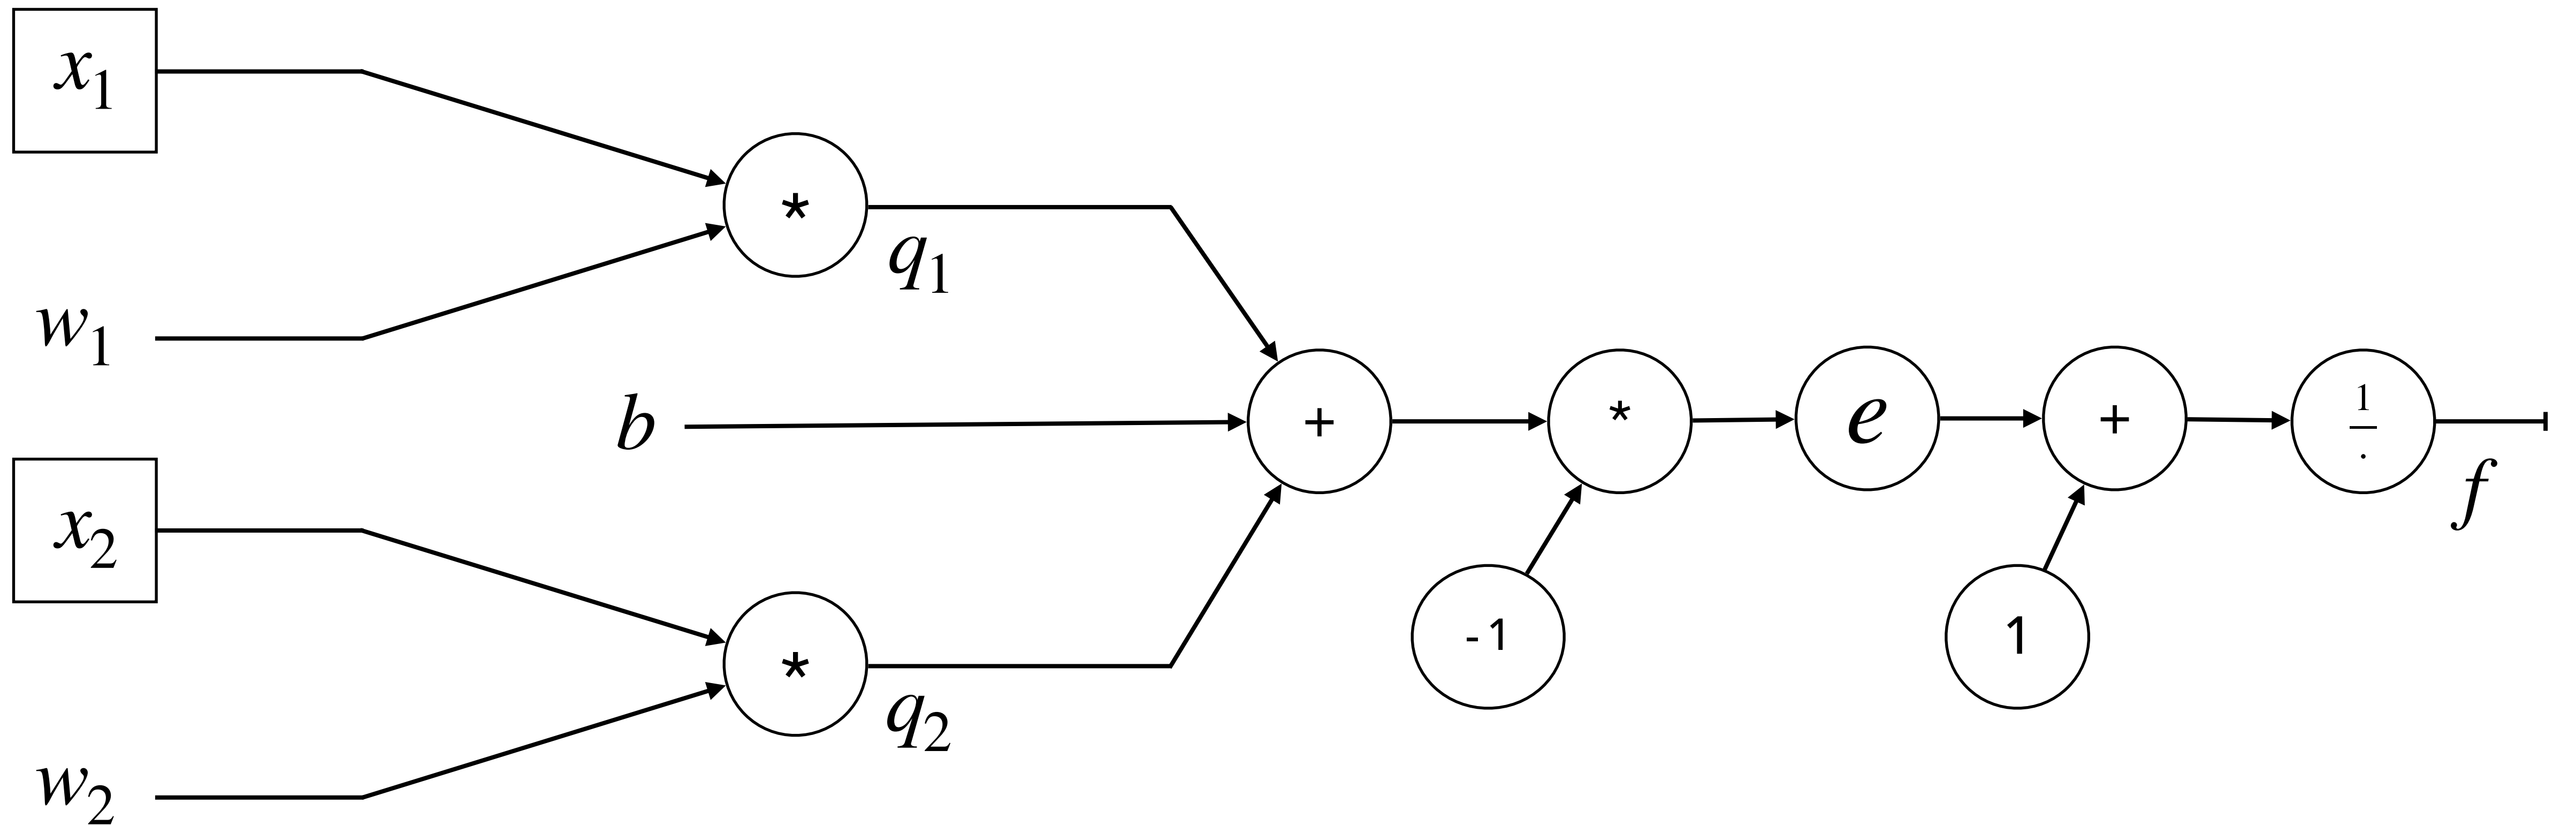 x₁
*
q₁
w₁
b
+
*
e
+
1
—
.
f
x₂
*
q₂
-1
1
w₂